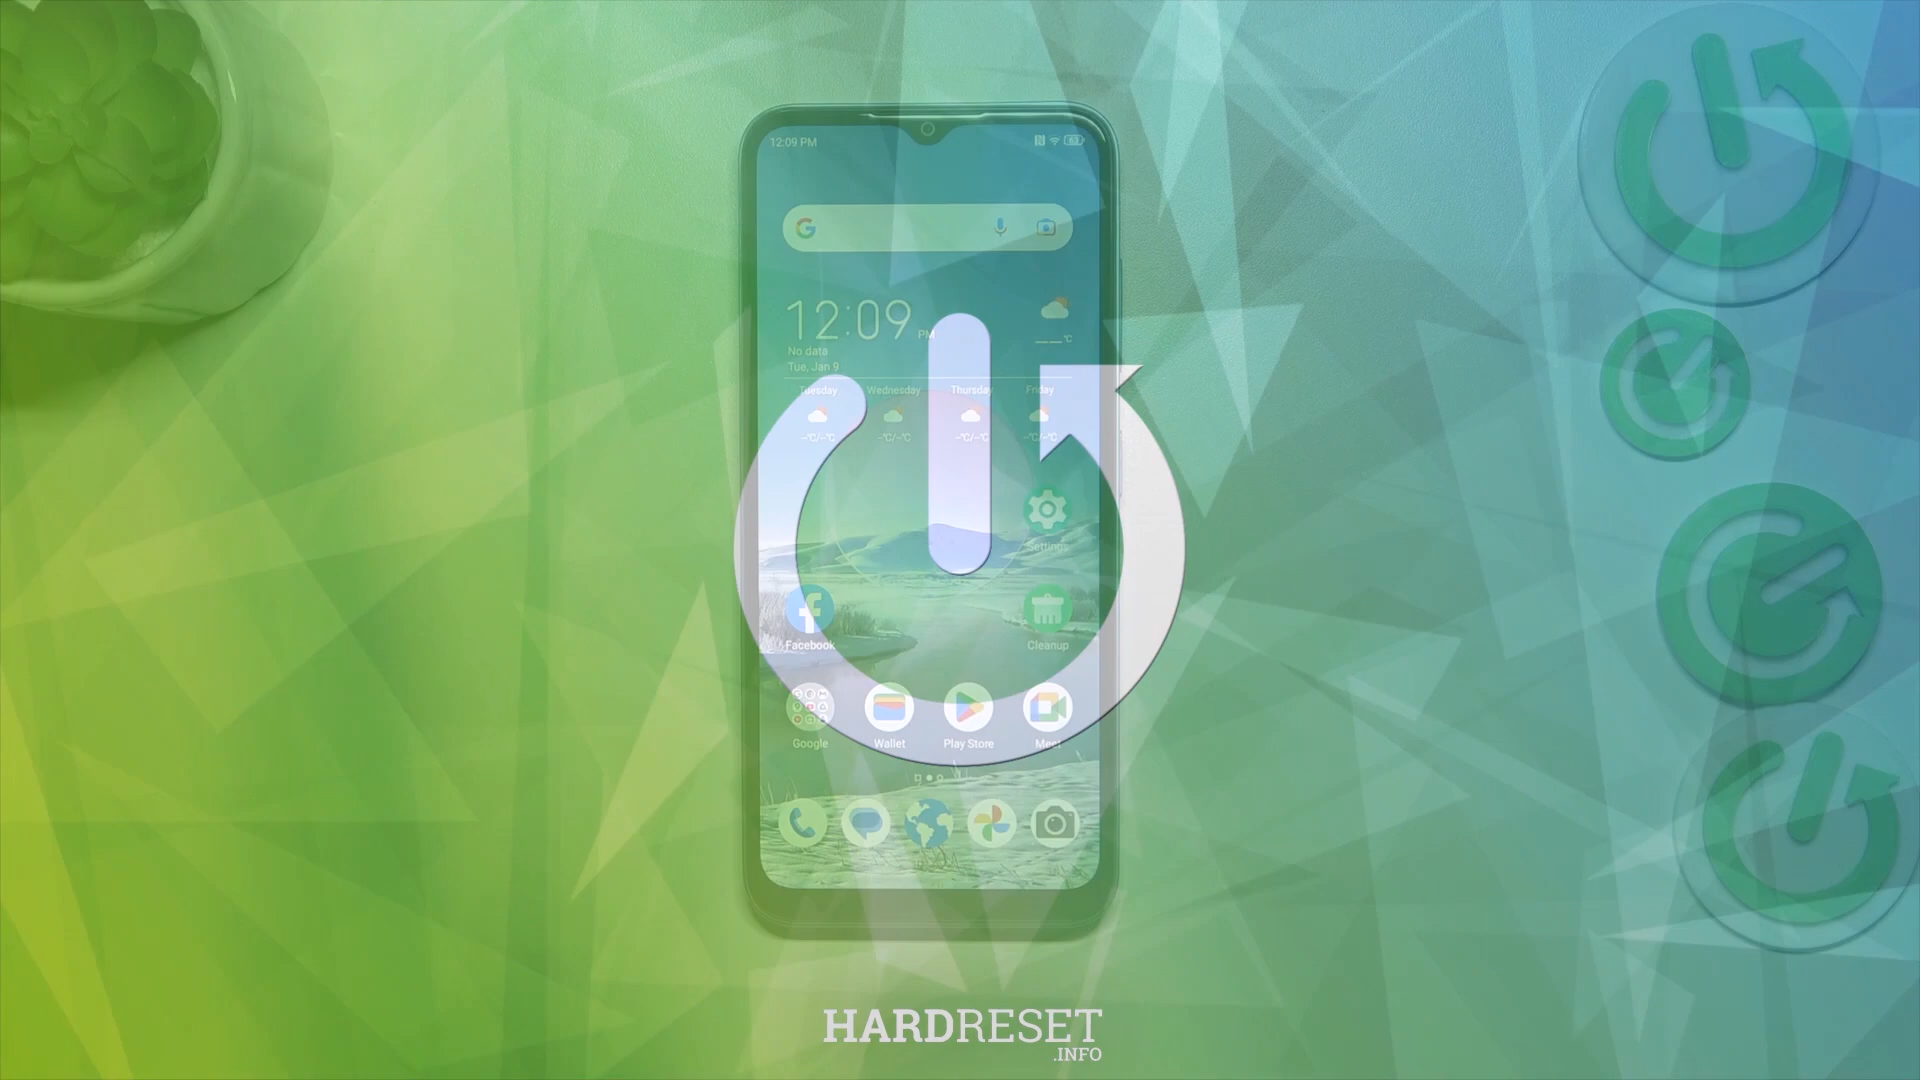 12:09 PM
12:09 PM
No data
Tue, Jan 9
__°C
Tuesday Wednesday Thursday Friday
--°C/--°C --°C/--°C --°C/--°C --°C/--°C
Settings
Facebook Cleanup
Google Wallet Play Store Meet
HARDRESET
.INFO